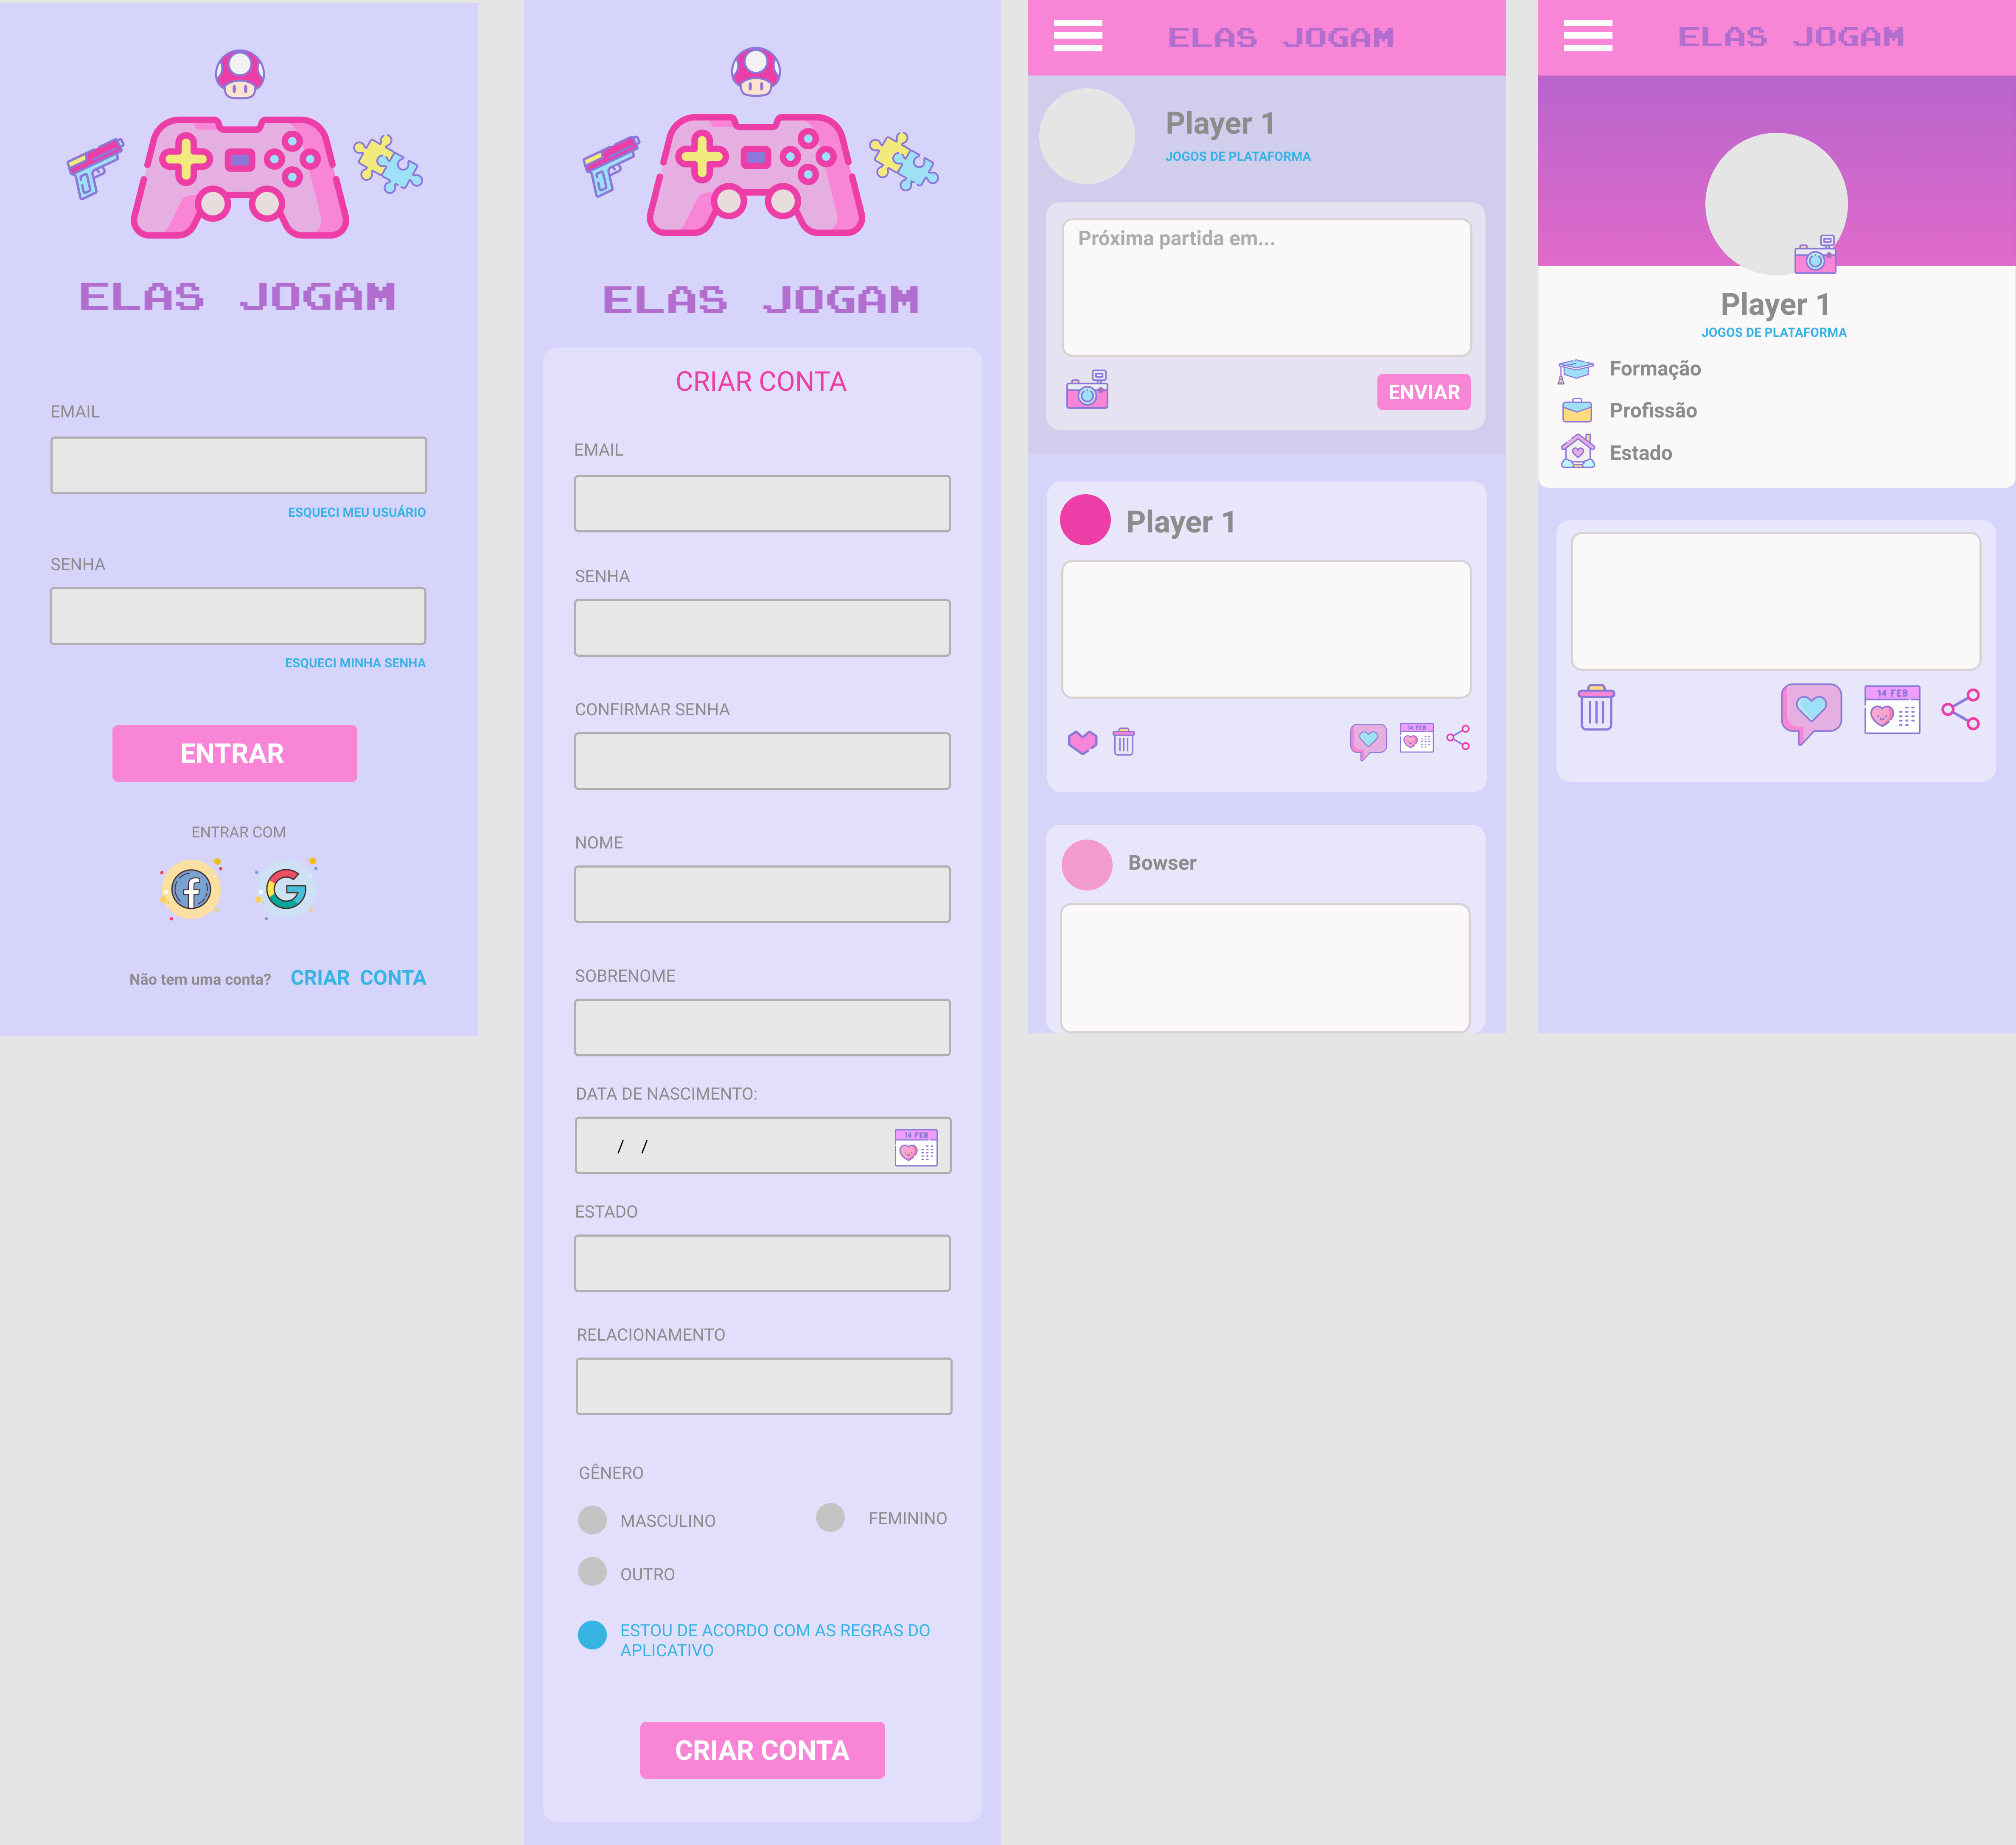 ELAS JOGAM
EMAIL
ESQUECI MEU USUÁRIO
SENHA
ESQUECI MINHA SENHA
ENTRAR
ENTRAR COM
f
G
Não tem uma conta? CRIAR CONTA
ELAS JOGAM
CRIAR CONTA
EMAIL
SENHA
CONFIRMAR SENHA
NOME
SOBRENOME
DATA DE NASCIMENTO:
/ /
14 FEB
ESTADO
RELACIONAMENTO
GÊNERO
MASCULINO
FEMININO
OUTRO
ESTOU DE ACORDO COM AS REGRAS DO
APLICATIVO
CRIAR CONTA
ELAS JOGAM
Player 1
JOGOS DE PLATAFORMA
Próxima partida em...
ENVIAR
Player 1
14 FEB
Bowser
ELAS JOGAM
Player 1
JOGOS DE PLATAFORMA
Formação
Profissão
Estado
14 FEB